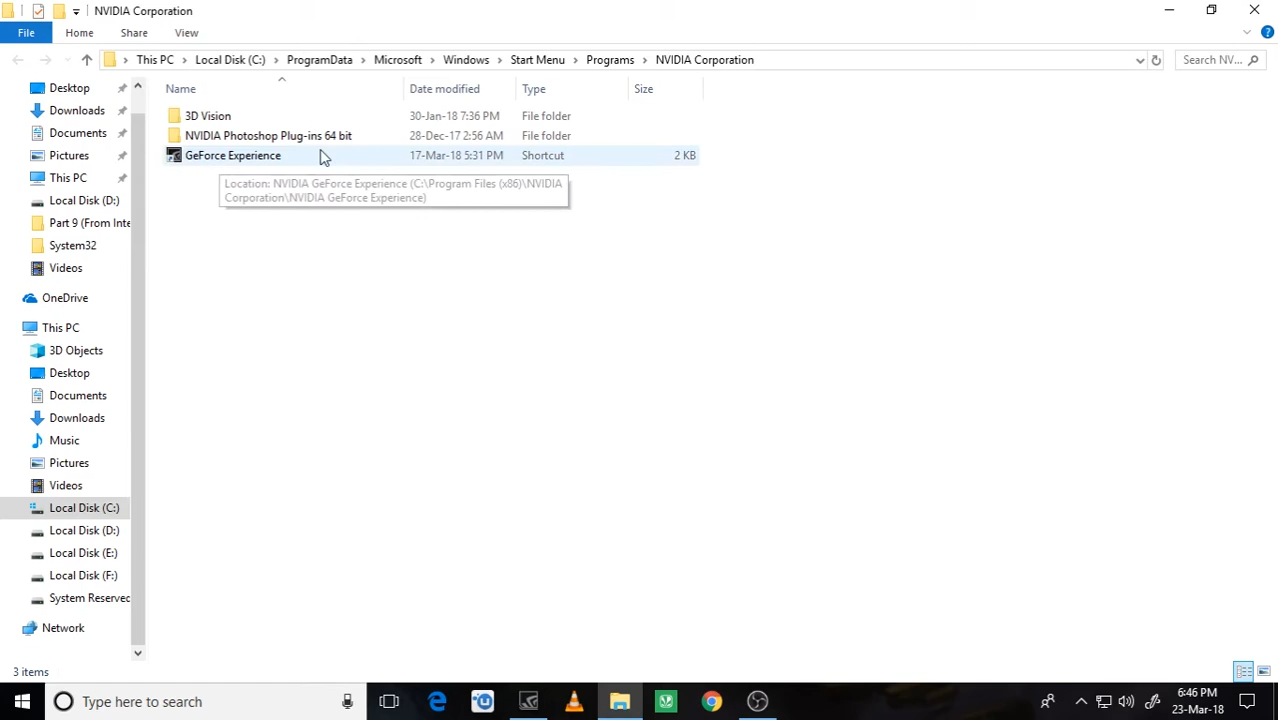 NVIDIA Corporation
File Home Share View
This PC Local Disk (C:) ProgramData Microsoft Windows Start Menu Programs NVIDIA Corporation
Search NV...
Name Date modified Type Size
Desktop
Downloads
Documents
Pictures
This PC
Local Disk (D:)
Part 9 (From Inte
System32
Videos
OneDrive
This PC
3D Objects
Desktop
Documents
Downloads
Music
Pictures
Videos
Local Disk (C:)
Local Disk (D:)
Local Disk (E:)
Local Disk (F:)
System Reserved
Network
3D Vision 30-Jan-18 7:36 PM File folder
NVIDIA Photoshop Plug-ins 64 bit 28-Dec-17 2:56 AM File folder
GeForce Experience 17-Mar-18 5:31 PM Shortcut 2 KB
Location: NVIDIA GeForce Experience (C:\Program Files (x86)\NVIDIA
Corporation\NVIDIA GeForce Experience)
3 items
Type here to search
6:46 PM
23-Mar-18